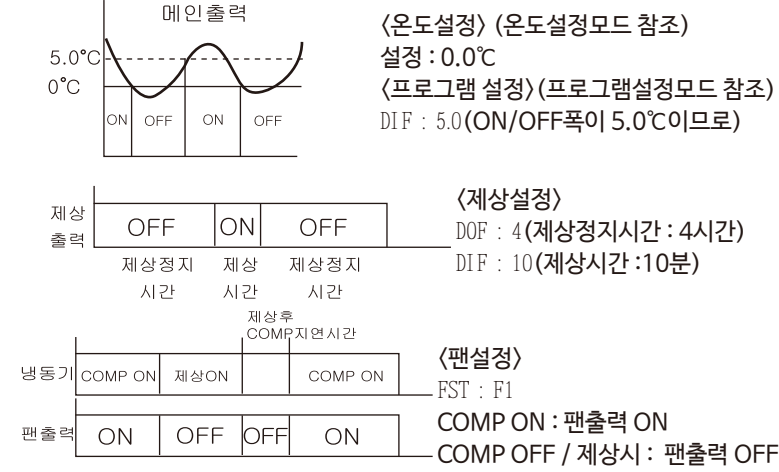 메인출력
5.0°C
0°C
ON OFF ON OFF
〈온도설정〉 (온도설정모드 참조)
설정 : 0.0℃
〈프로그램 설정〉(프로그램설정모드 참조)
DIF : 5.0(ON/OFF폭이 5.0℃이므로)
제상
출력
OFF ON OFF
제상정지 제상 제상정지
시간 시간 시간
〈제상설정〉
DOF : 4(제상정지시간 : 4시간)
DIF : 10(제상시간 :10분)
제상후
COMP지연시간
냉동기 COMP ON 제상ON COMP ON
팬출력 ON OFF OFF ON
〈팬설정〉
FST : F1
COMP ON : 팬출력 ON
COMP OFF / 제상시 : 팬출력 OFF